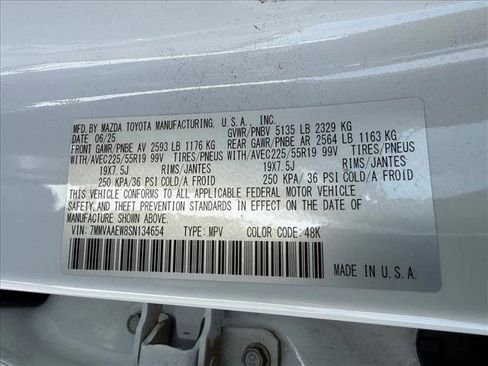 MFD. BY MAZDA TOYOTA MANUFACTURING, U.S.A., INC.
DATE 06/25 GVWR/PNBV 5135 LB 2329 KG
FRONT GAWR/PNBE AV 2593 LB 1176 KG REAR GAWR/PNBE AR 2564 LB 1163 KG
WITH/AVEC225/55R19 99V TIRES/PNEUS WITH/AVEC225/55R19 99V TIRES/PNEUS
19X7.5J RIMS/JANTES 19X7.5J RIMS/JANTES
250 KPA/36 PSI COLD/A FROID 250 KPA/36 PSI COLD/A FROID
THIS VEHICLE CONFORMS TO ALL APPLICABLE FEDERAL MOTOR VEHICLE
SAFETY, AND THEFT PREVENTION STANDARDS IN EFFECT ON THE DATE OF
MANUFACTURE SHOWN ABOVE.
VIN: 7MMVAAEW8SN134654 TYPE: MPV COLOR CODE: 48K
MADE IN U.S.A.